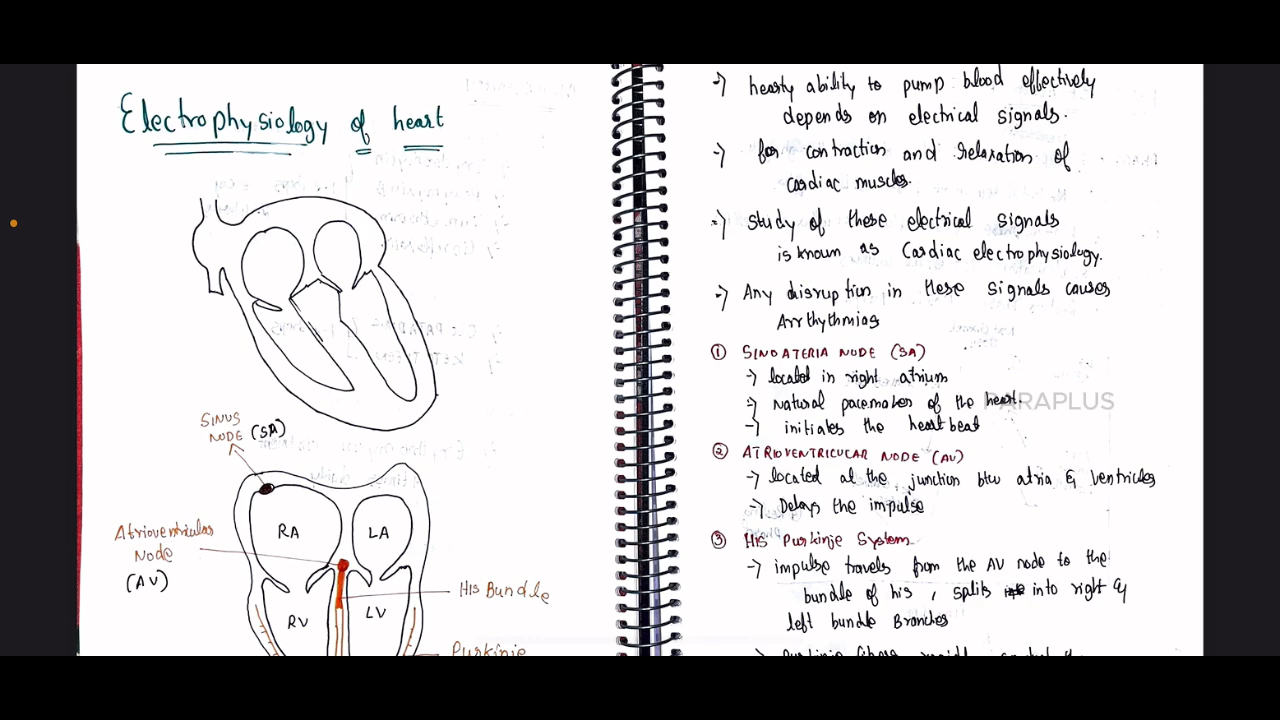 Electrophysiology of heart
SINUS
NODE (SA)
Atrioventricular
Node
(AV)
RA
LA
RV
LV
His Bundle
Purkinje
-) hearty ability to pump blood effectively
depends on electrical signals.
-) for contraction and relaxation of
cardiac muscles.
-) study of these electrical signals
is known as Cardiac electrophysiology.
-) Any disruption in these signals causes
Arrhythmias
① SINOATERIA NODE (SA)
-) located in right atrium
-) Natural pacemaker of the heart.
-) initiates the heart beat
PARAPLUS
② ATRIOVENTRICULAR NODE (AV)
-) located at the junction btw atria & ventricles
-) Delays the impulse
③ His Purkinje System
-) impulse travels from the AV node to the
bundle of his, splits into right &
left bundle Branches